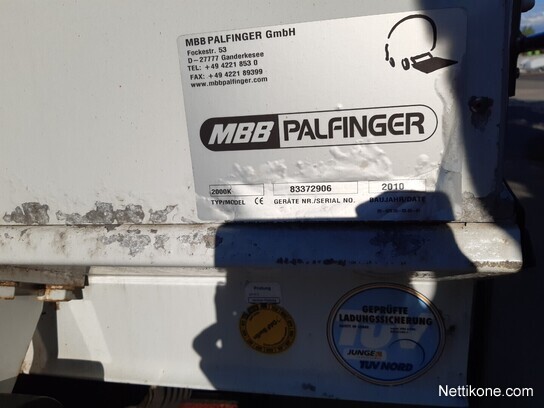 MBB PALFINGER GmbH
Fockestr. 53
D-27777 Ganderkesee
TEL: +49 4221 853 0
FAX: +49 4221 89399
www.mbbpalfinger.com
MBB PALFINGER
2000K 83372906 2010
TYP/MODEL CE GERÄTE NR./SERIAL NO. BAUJAHR/DATE
GEPRÜFTE
LADUNGSSICHERUNG
JUNGE
TÜV NORD
Nettikone.com